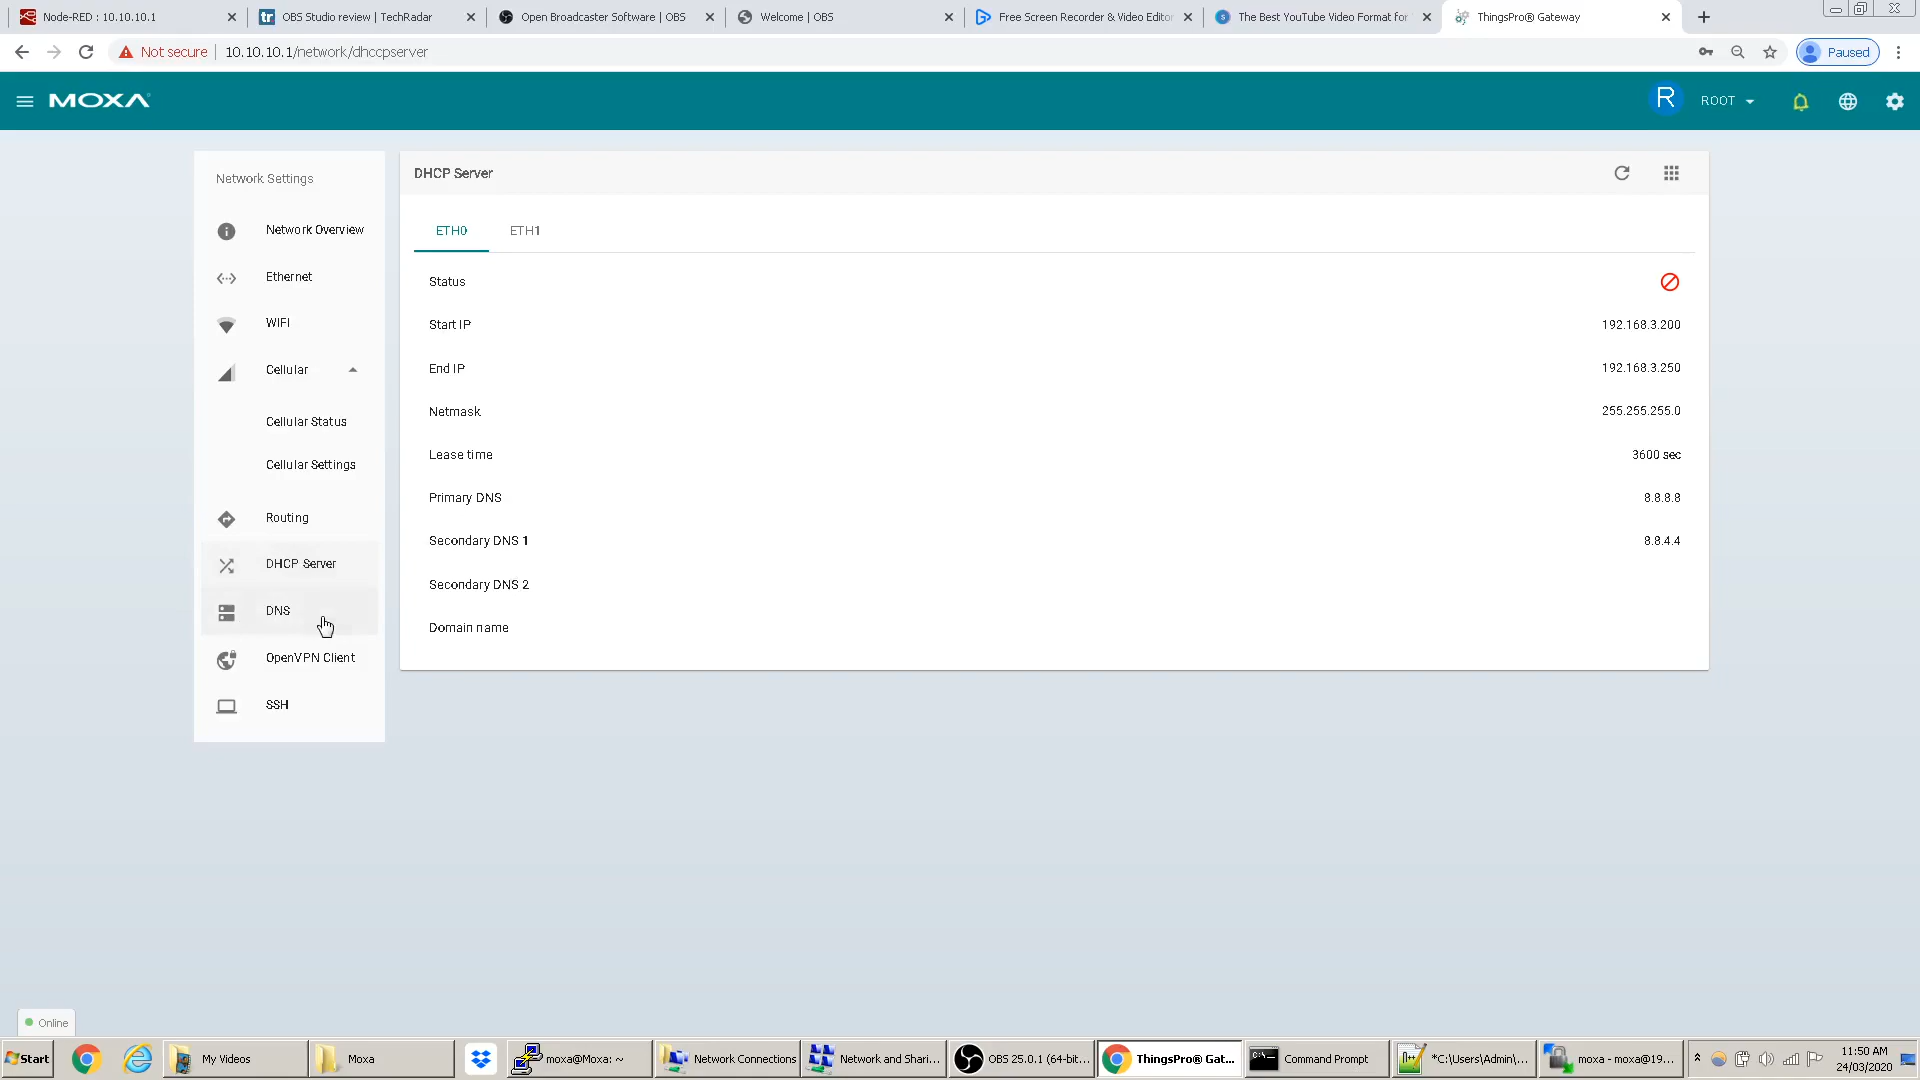 Node-RED : 10.10.10.1
OBS Studio review | TechRadar
Open Broadcaster Software | OBS
Welcome | OBS
Free Screen Recorder & Video Editor
The Best YouTube Video Format for
ThingsPro® Gateway
Not secure
10.10.10.1/network/dhccpserver
Paused
MOXA
R
ROOT
Network Settings
Network Overview
Ethernet
WIFI
Cellular
Cellular Status
Cellular Settings
Routing
DHCP Server
DNS
OpenVPN Client
SSH
DHCP Server
ETH0
ETH1
Status
Start IP
192.168.3.200
End IP
192.168.3.250
Netmask
255.255.255.0
Lease time
3600 sec
Primary DNS
8.8.8.8
Secondary DNS 1
8.8.4.4
Secondary DNS 2
Domain name
Online
Start
My Videos
Moxa
moxa@Moxa: ~
Network Connections
Network and Shari...
OBS 25.0.1 (64-bit...
ThingsPro® Gat...
Command Prompt
*C:\Users\Admin\...
moxa - moxa@19...
11:50 AM
24/03/2020